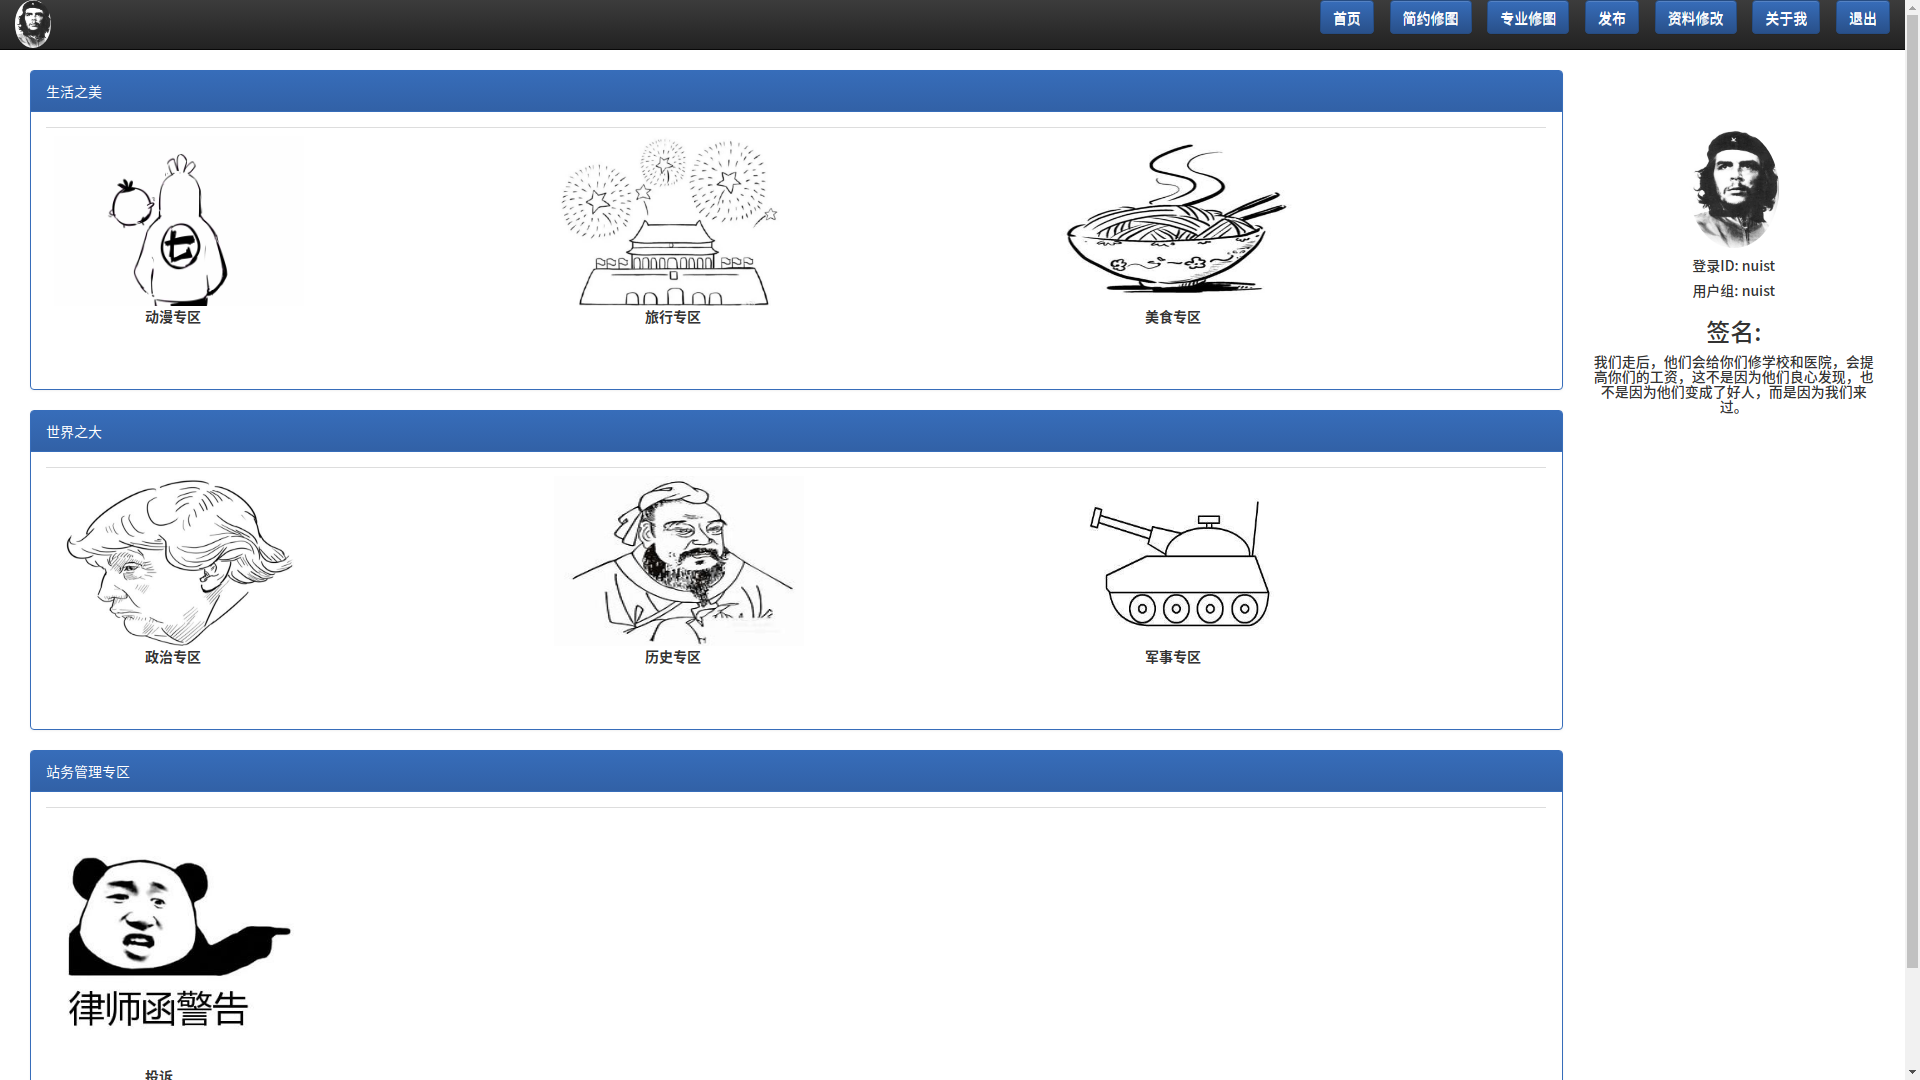 首页 简约修图 专业修图 发布 资料修改 关于我 退出
生活之美
七
动漫专区 旅行专区 美食专区
登录ID: nuist
用户组: nuist
签名:
我们走后，他们会给你们修学校和医院，会提
高你们的工资，这不是因为他们良心发现，也
不是因为他们变成了好人，而是因为我们来
过。
世界之大
政治专区 历史专区 军事专区
站务管理专区
律师函警告
投诉